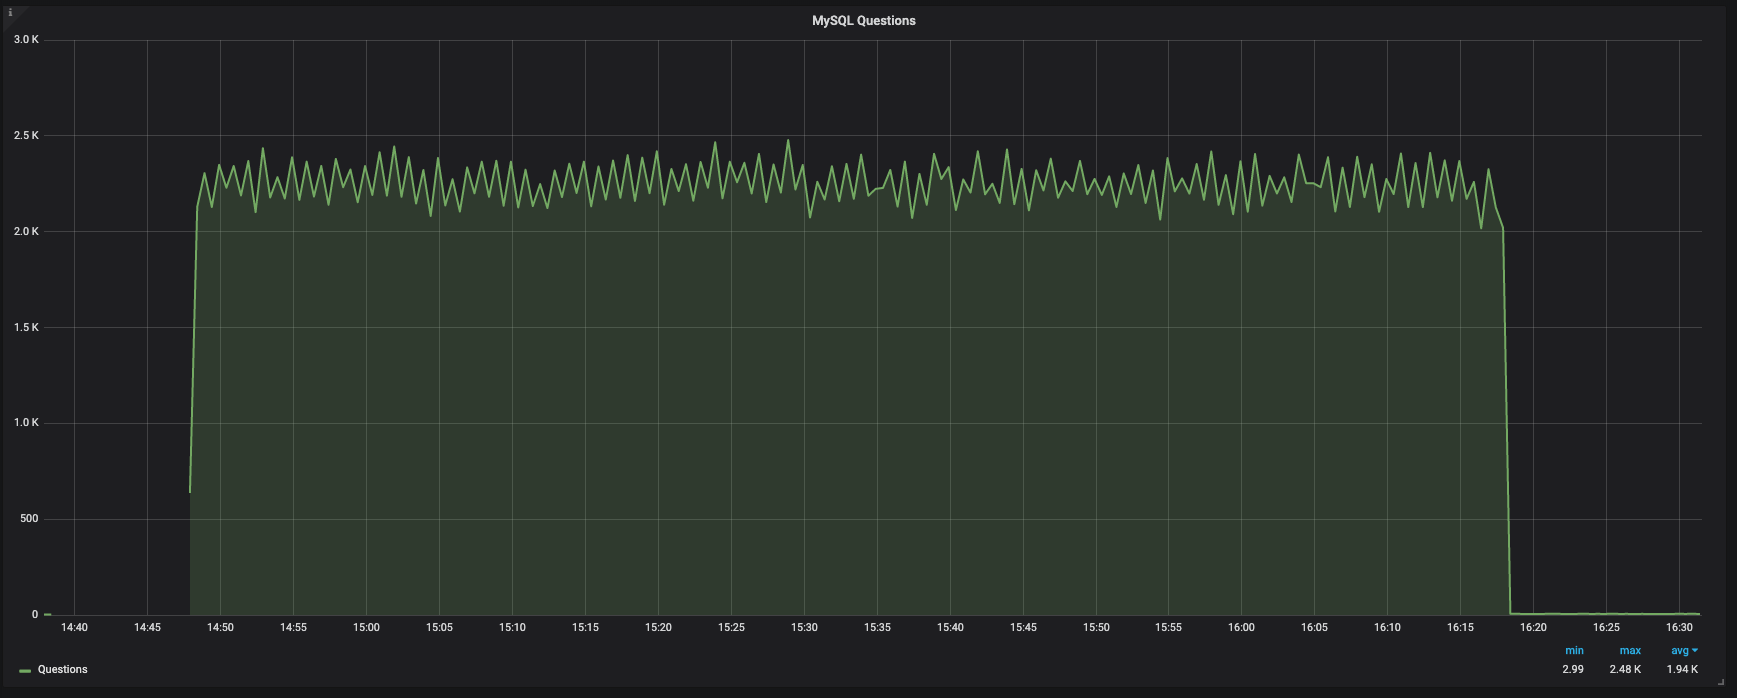 i
MySQL Questions
3.0 K
2.5 K
2.0 K
1.5 K
1.0 K
500
0
14:40 14:45 14:50 14:55 15:00 15:05 15:10 15:15 15:20 15:25 15:30 15:35 15:40 15:45 15:50 15:55 16:00 16:05 16:10 16:15 16:20 16:25 16:30
min max avg
Questions 2.99 2.48 K 1.94 K